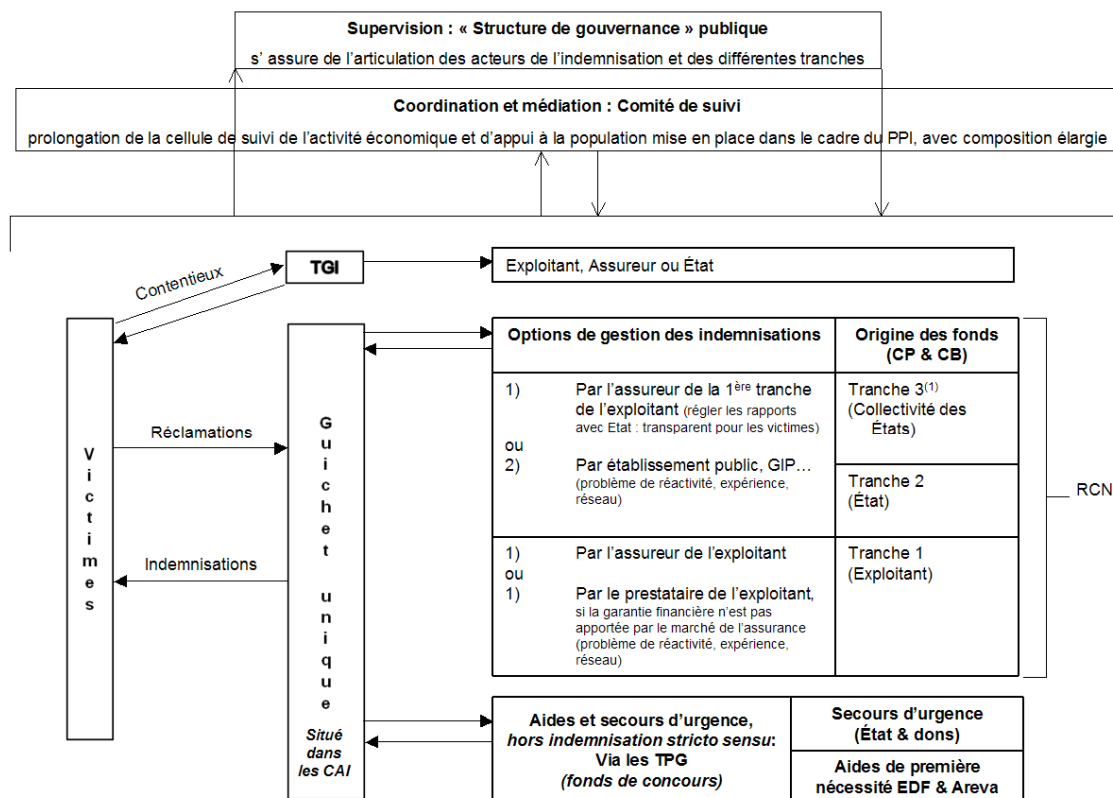 Supervision : « Structure de gouvernance » publique
s' assure de l'articulation des acteurs de l'indemnisation et des différentes tranches
Coordination et médiation : Comité de suivi
prolongation de la cellule de suivi de l'activité économique et d'appui à la population mise en place dans le cadre du PPI, avec composition élargie
Contentieux
TGI
Exploitant, Assureur ou État
Victimes
Réclamations
Indemnisations
Guichet unique
Situé
dans
les CAI
Options de gestion des indemnisations
Origine des fonds
(CP & CB)
1) Par l'assureur de la 1ère tranche
de l'exploitant (régler les rapports
avec Etat : transparent pour les victimes)
ou
2) Par établissement public, GIP…
(problème de réactivité, expérience,
réseau)
Tranche 3(1)
(Collectivité des
États)
Tranche 2
(État)
1) Par l'assureur de l'exploitant
ou
1) Par le prestataire de l'exploitant,
si la garantie financière n'est pas
apportée par le marché de l'assurance
(problème de réactivité, expérience,
réseau)
Tranche 1
(Exploitant)
RCN
Aides et secours d'urgence,
hors indemnisation stricto sensu:
Via les TPG
(fonds de concours)
Secours d'urgence
(État & dons)
Aides de première
nécessité EDF & Areva